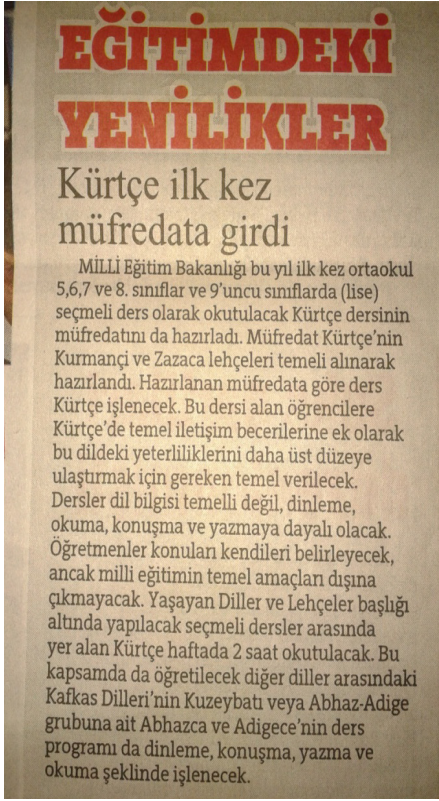 EĞİTİMDEKİ
YENİLİKLER
Kürtçe ilk kez
müfredata girdi
MİLLİ Eğitim Bakanlığı bu yıl ilk kez ortaokul
5,6,7 ve 8. sınıflar ve 9'uncu sınıflarda (lise)
seçmeli ders olarak okutulacak Kürtçe dersinin
müfredatını da hazırladı. Müfredat Kürtçe'nin
Kurmançi ve Zazaca lehçeleri temeli alınarak
hazırlandı. Hazırlanan müfredata göre ders
Kürtçe işlenecek. Bu dersi alan öğrencilere
Kürtçe'de temel iletişim becerilerine ek olarak
bu dildeki yeterliliklerini daha üst düzeye
ulaştırmak için gereken temel verilecek.
Dersler dil bilgisi temelli değil, dinleme,
okuma, konuşma ve yazmaya dayalı olacak.
Öğretmenler konuları kendileri belirleyecek,
ancak milli eğitimin temel amaçları dışına
çıkmayacak. Yaşayan Diller ve Lehçeler başlığı
altında yapılacak seçmeli dersler arasında
yer alan Kürtçe haftada 2 saat okutulacak. Bu
kapsamda da öğretilecek diğer diller arasındaki
Kafkas Dilleri'nin Kuzeybatı veya Abhaz-Adige
grubuna ait Abhazca ve Adigece'nin ders
programı da dinleme, konuşma, yazma ve
okuma şeklinde işlenecek.